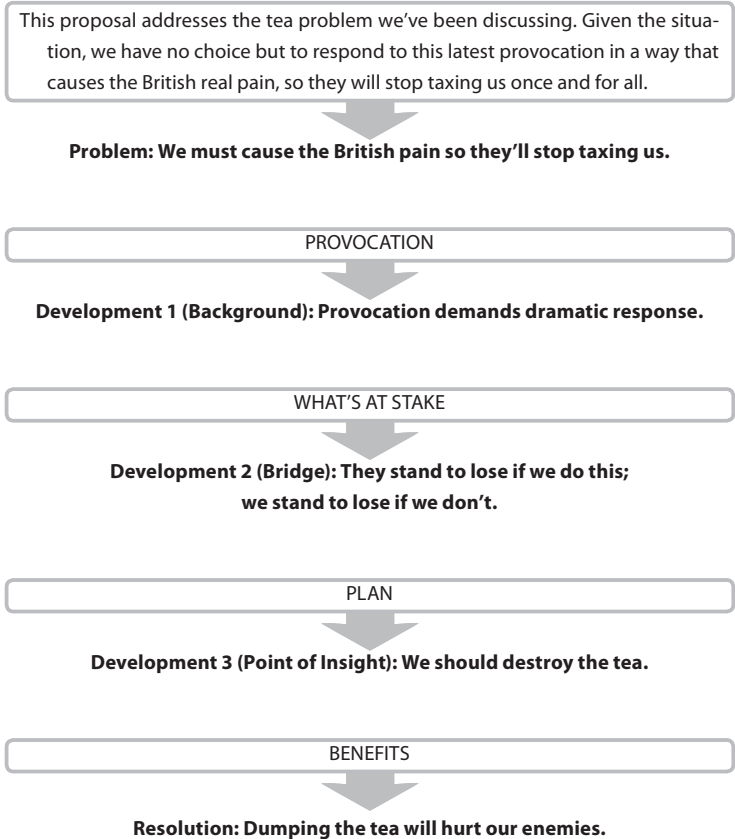 This proposal addresses the tea problem we've been discussing. Given the situa-
tion, we have no choice but to respond to this latest provocation in a way that
causes the British real pain, so they will stop taxing us once and for all.
Problem: We must cause the British pain so they'll stop taxing us.
PROVOCATION
Development 1 (Background): Provocation demands dramatic response.
WHAT'S AT STAKE
Development 2 (Bridge): They stand to lose if we do this;
we stand to lose if we don't.
PLAN
Development 3 (Point of Insight): We should destroy the tea.
BENEFITS
Resolution: Dumping the tea will hurt our enemies.